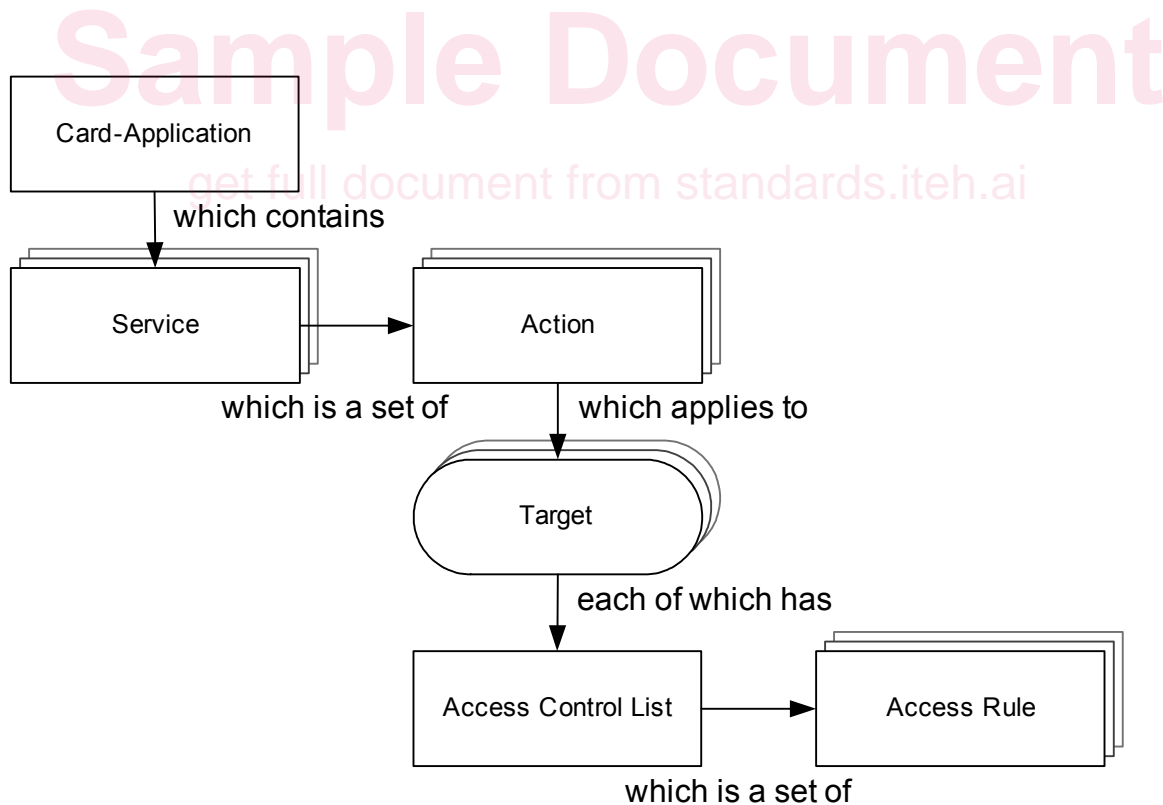 Sample Document
Card-Application
get full document from standards.iteh.ai
which contains
Service
Action
which is a set of
which applies to
Target
each of which has
Access Control List
Access Rule
which is a set of